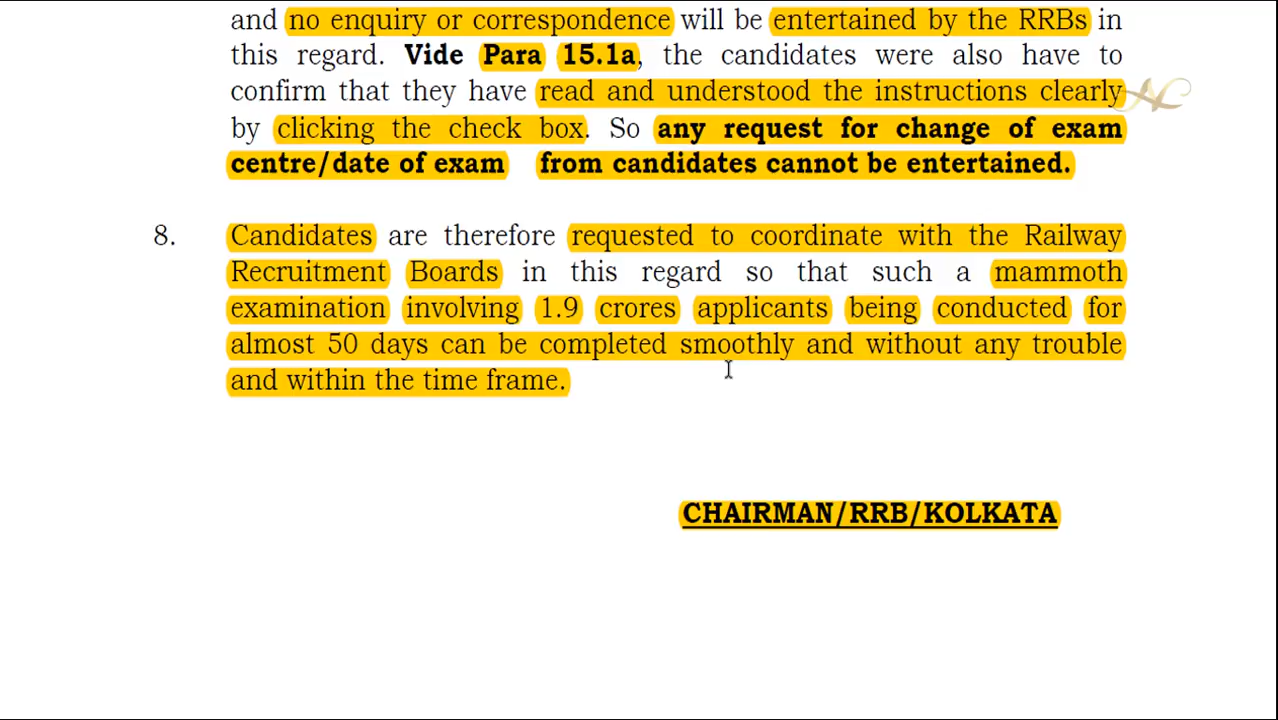 and no enquiry or correspondence will be entertained by the RRBs in
this regard. Vide Para 15.1a, the candidates were also have to
confirm that they have read and understood the instructions clearly
by clicking the check box. So any request for change of exam
centre/date of exam from candidates cannot be entertained.
8. Candidates are therefore requested to coordinate with the Railway
Recruitment Boards in this regard so that such a mammoth
examination involving 1.9 crores applicants being conducted for
almost 50 days can be completed smoothly and without any trouble
and within the time frame.
CHAIRMAN/RRB/KOLKATA